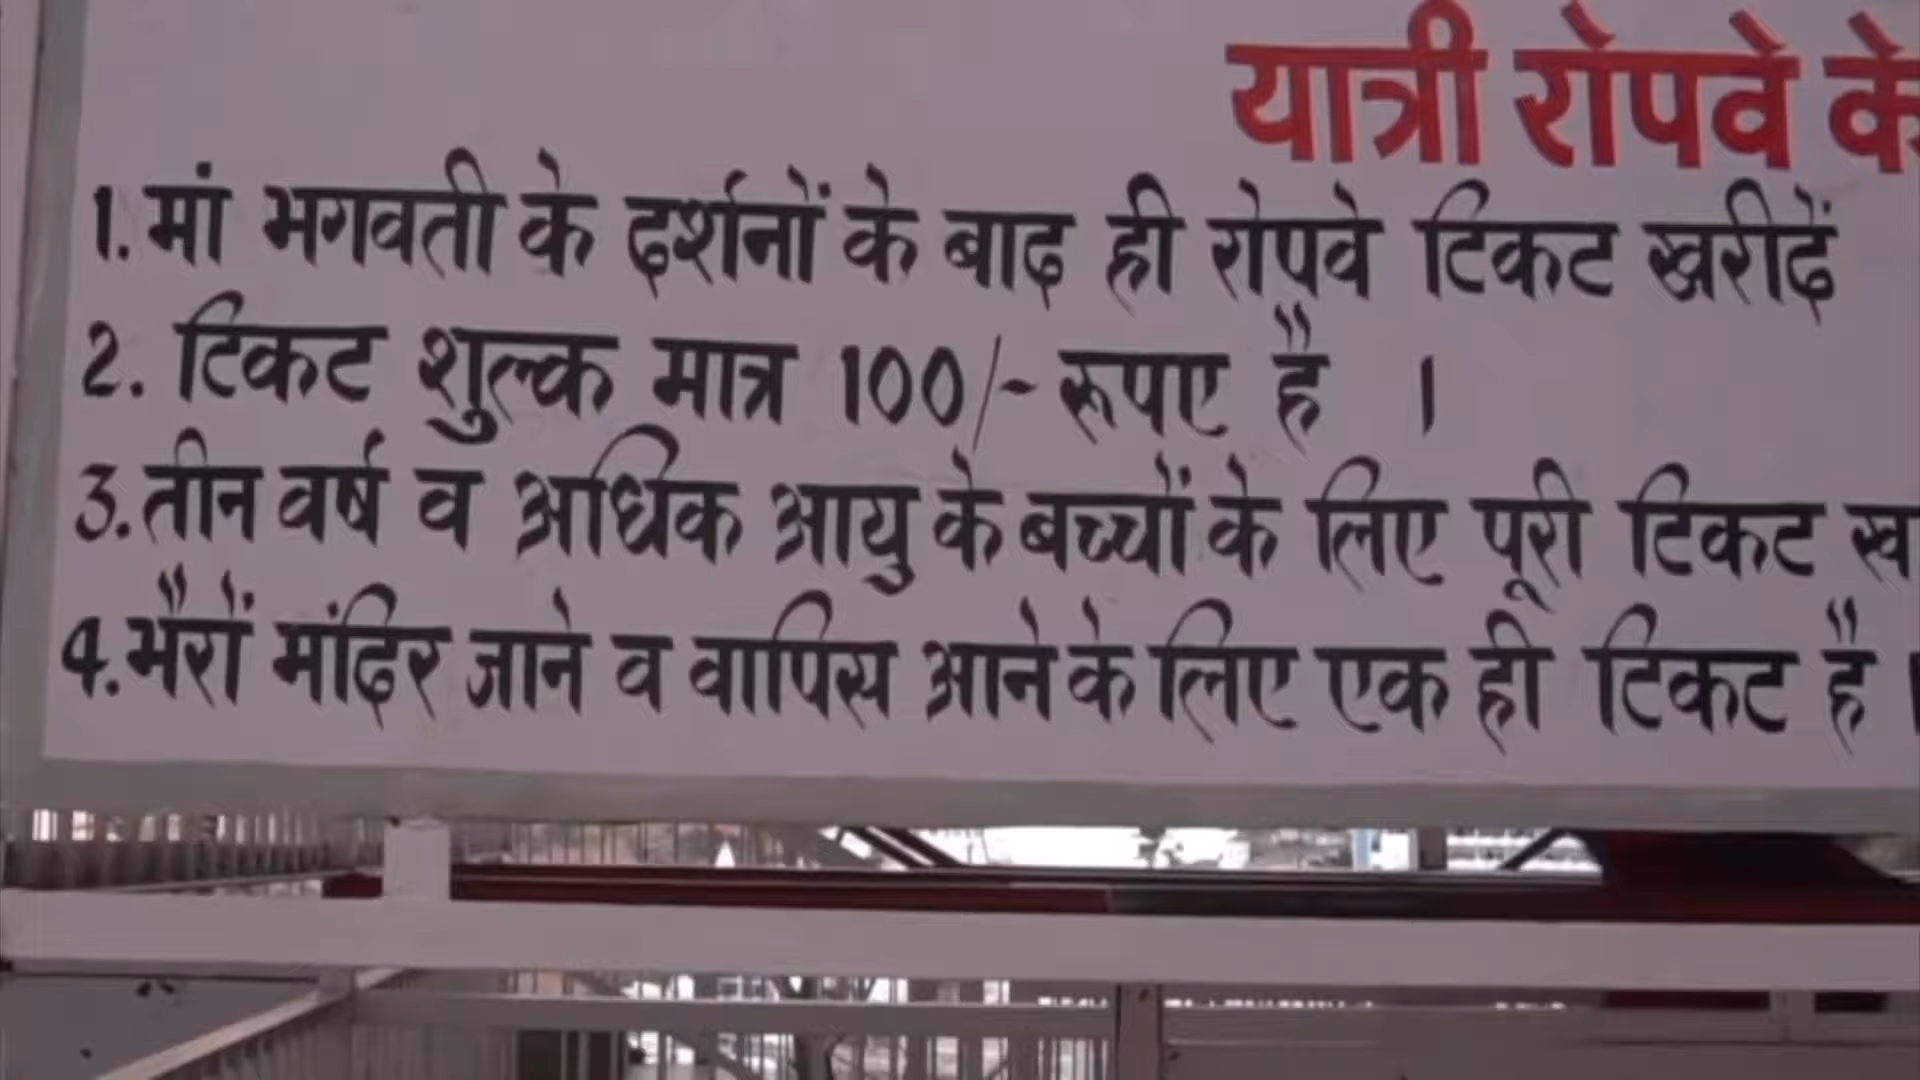 यात्री रोपवे के
1. मां भगवती के दर्शनों के बाद ही रोपवे टिकट खरीदें
2. टिकट शुल्क मात्र 100/- रूपए है ।
3. तीन वर्ष व अधिक आयु के बच्चों के लिए पूरी टिकट
4. भैरों मंदिर जाने व वापिस आने के लिए एक ही टिकट है ।